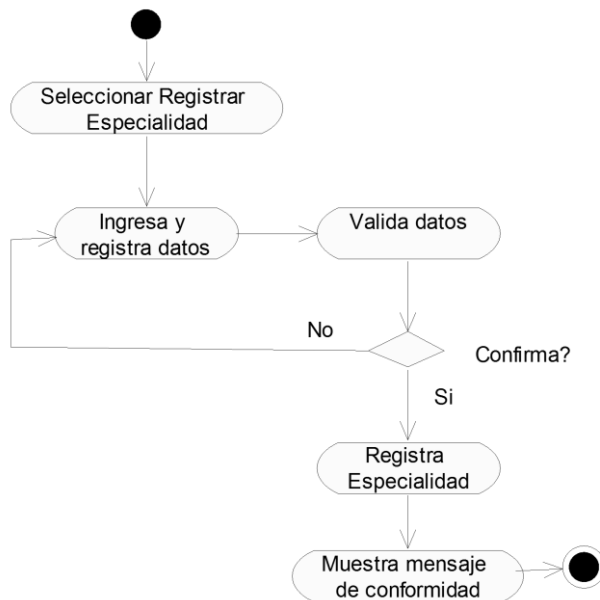 Seleccionar Registrar
Especialidad
Ingresa y
registra datos
Valida datos
No
Confirma?
Si
Registra
Especialidad
Muestra mensaje
de conformidad